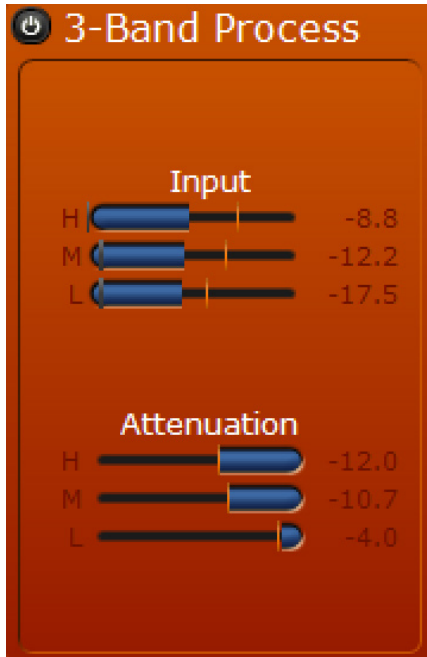 3-Band Process
Input
H -8.8
M -12.2
L -17.5
Attenuation
H -12.0
M -10.7
L -4.0